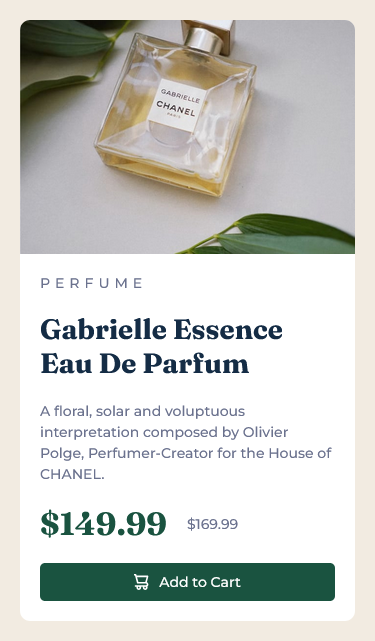 GABRIELLE
CHANEL
PARIS
PERFUME
Gabrielle Essence
Eau De Parfum
A floral, solar and voluptuous
interpretation composed by Olivier
Polge, Perfumer-Creator for the House of
CHANEL.
$149.99 $169.99
Add to Cart